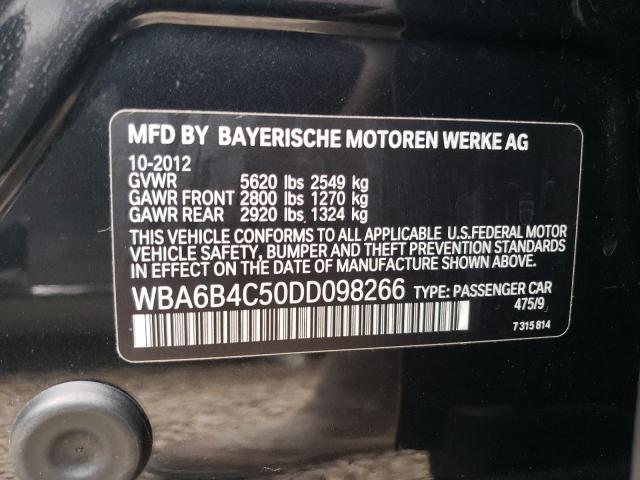 MFD BY BAYERISCHE MOTOREN WERKE AG
10-2012
GVWR 5620 lbs 2549 kg
GAWR FRONT 2800 lbs 1270 kg
GAWR REAR 2920 lbs 1324 kg
THIS VEHICLE CONFORMS TO ALL APPLICABLE U.S.FEDERAL MOTOR
VEHICLE SAFETY, BUMPER AND THEFT PREVENTION STANDARDS
IN EFFECT ON THE DATE OF MANUFACTURE SHOWN ABOVE.
WBA6B4C50DD098266 TYPE: PASSENGER CAR
475/9
7 315 814